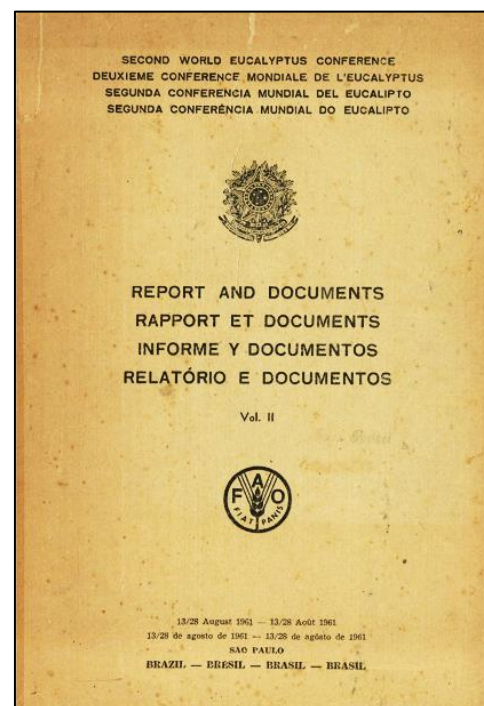 SECOND WORLD EUCALYPTUS CONFERENCE
DEUXIEME CONFERENCE MONDIALE DE L'EUCALYPTUS
SEGUNDA CONFERENCIA MUNDIAL DEL EUCALIPTO
SEGUNDA CONFERÊNCIA MUNDIAL DO EUCALIPTO
REPORT AND DOCUMENTS
RAPPORT ET DOCUMENTS
INFORME Y DOCUMENTOS
RELATÓRIO E DOCUMENTOS
Vol. II
FAO
FIAT PANIS
13/28 August 1961 — 13/28 Août 1961
13/28 de agosto de 1961 — 13/28 de agôsto de 1961
SAO PAULO
BRAZIL — BRÉSIL — BRASIL — BRASIL